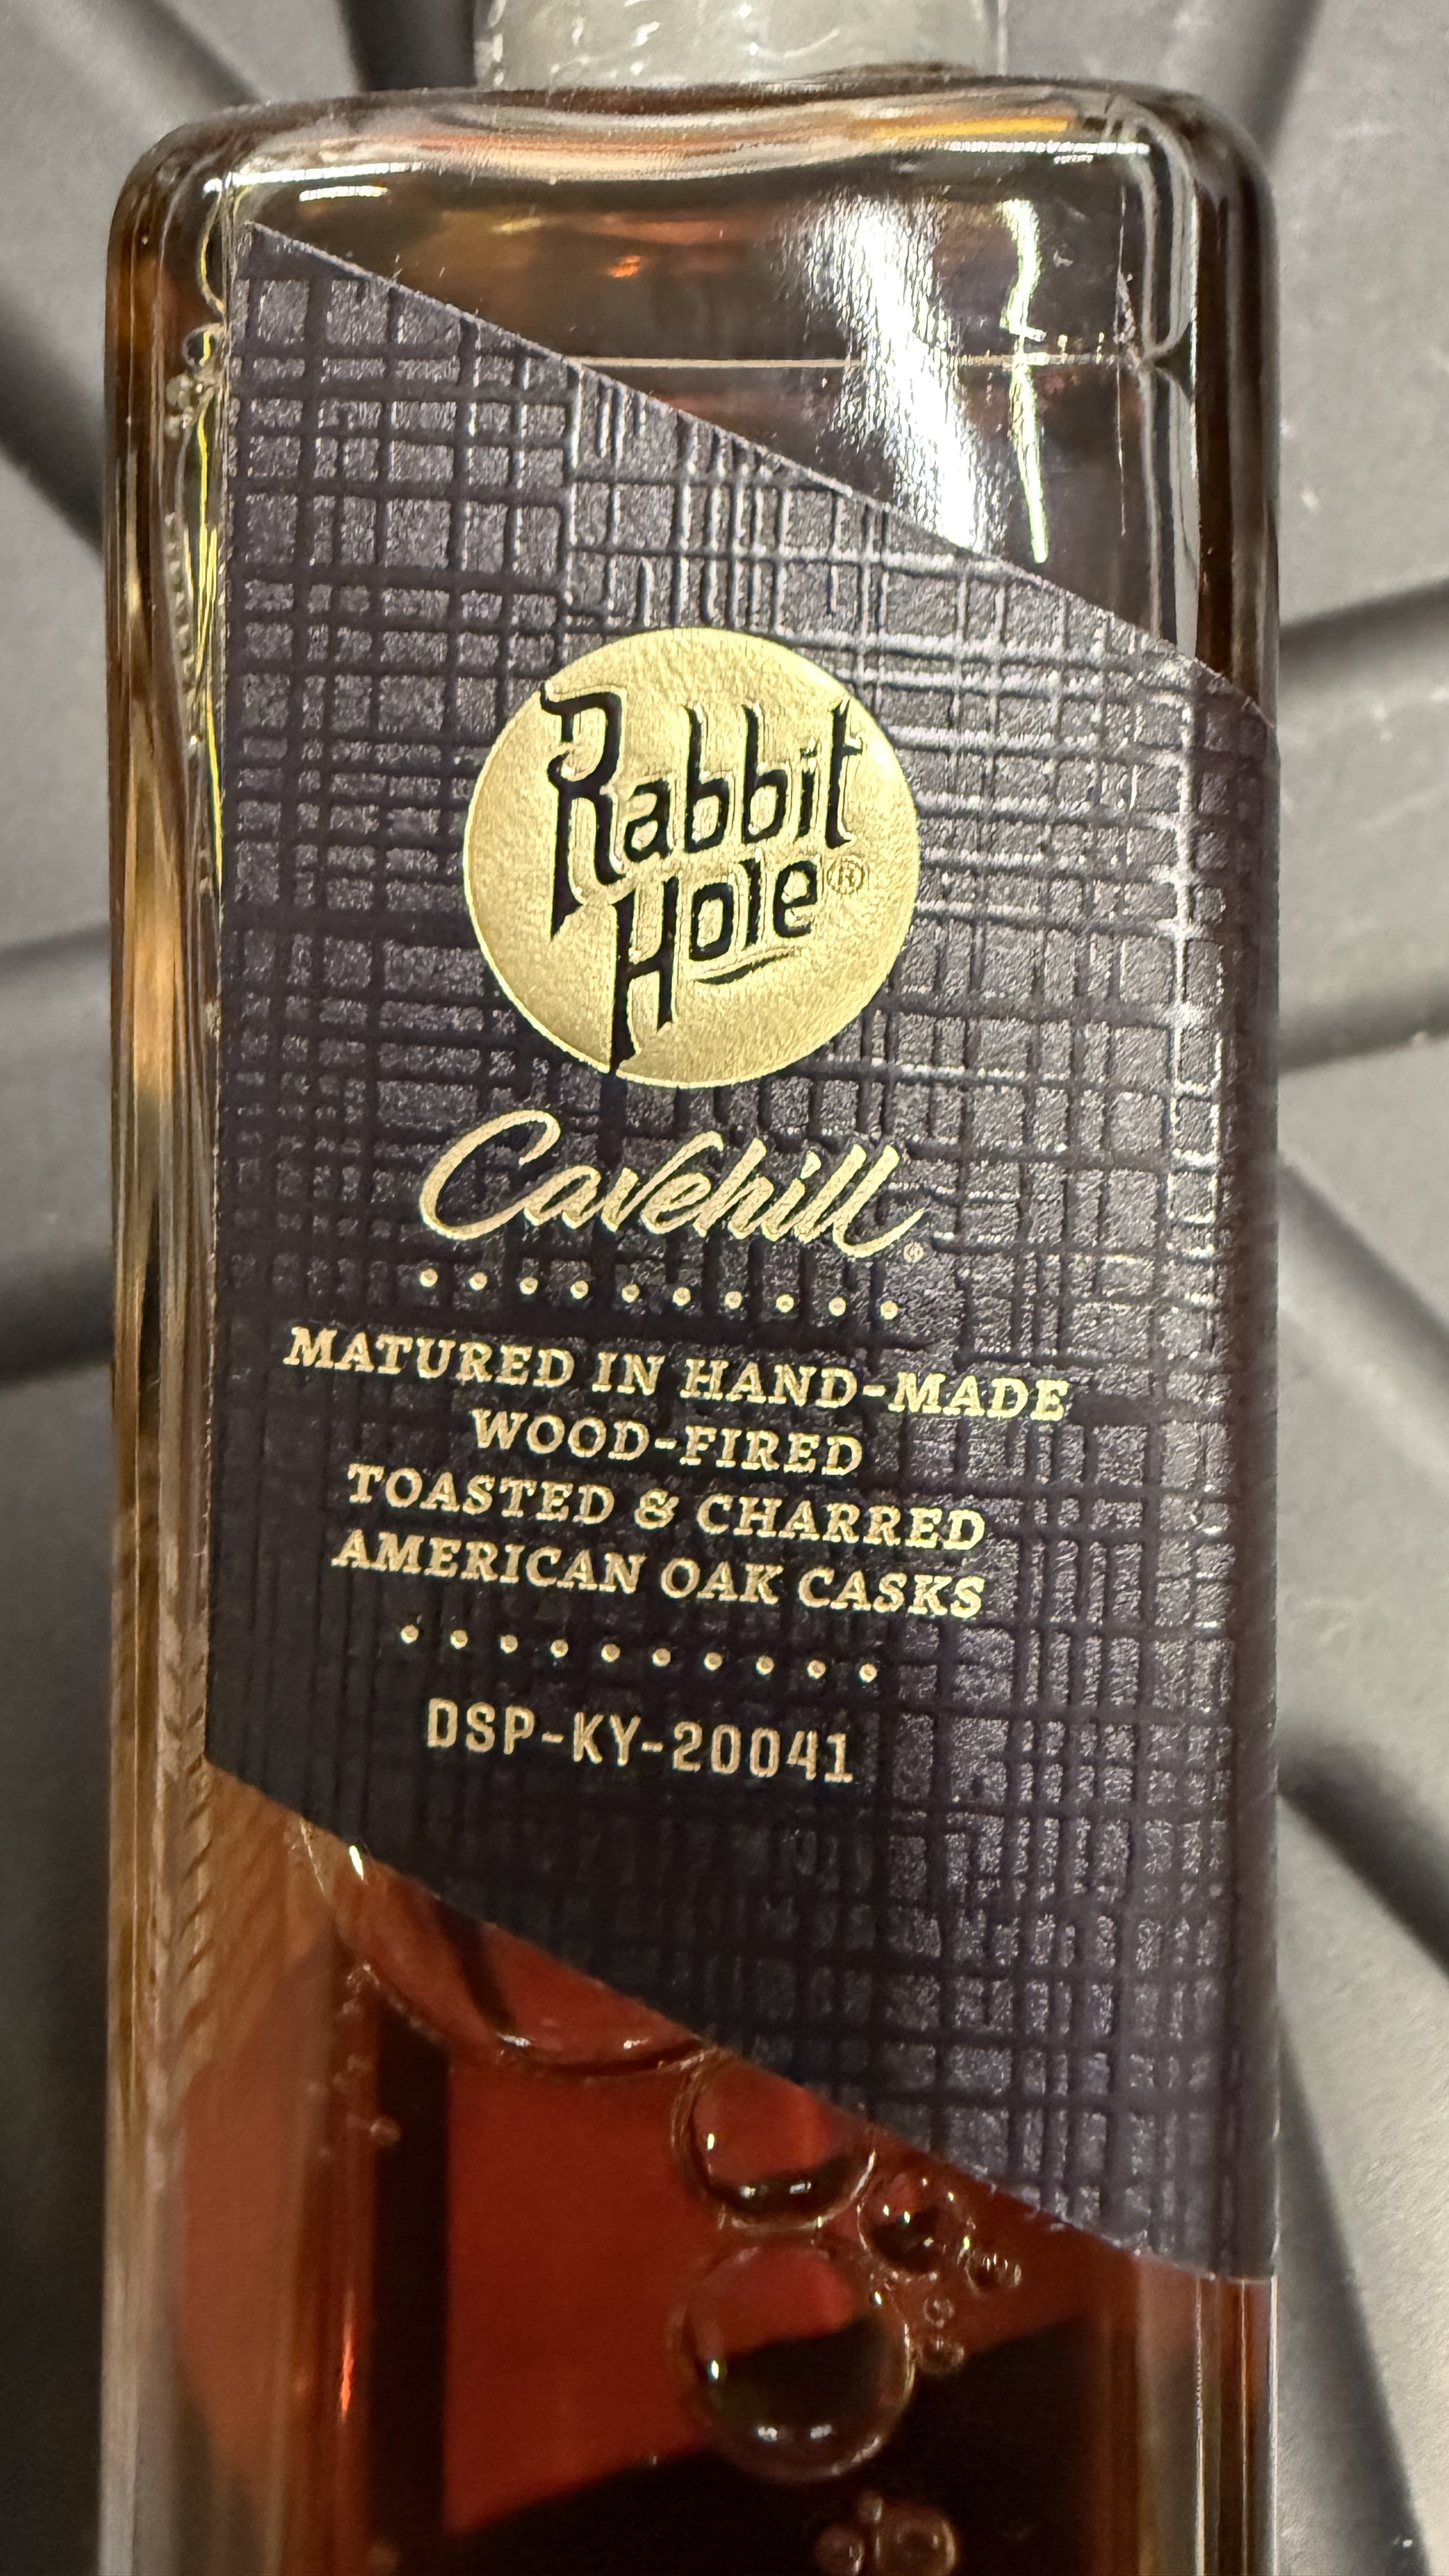 Rabbit
Hole®
Cavehill®
MATURED IN HAND-MADE
WOOD-FIRED
TOASTED & CHARRED
AMERICAN OAK CASKS
DSP-KY-20041